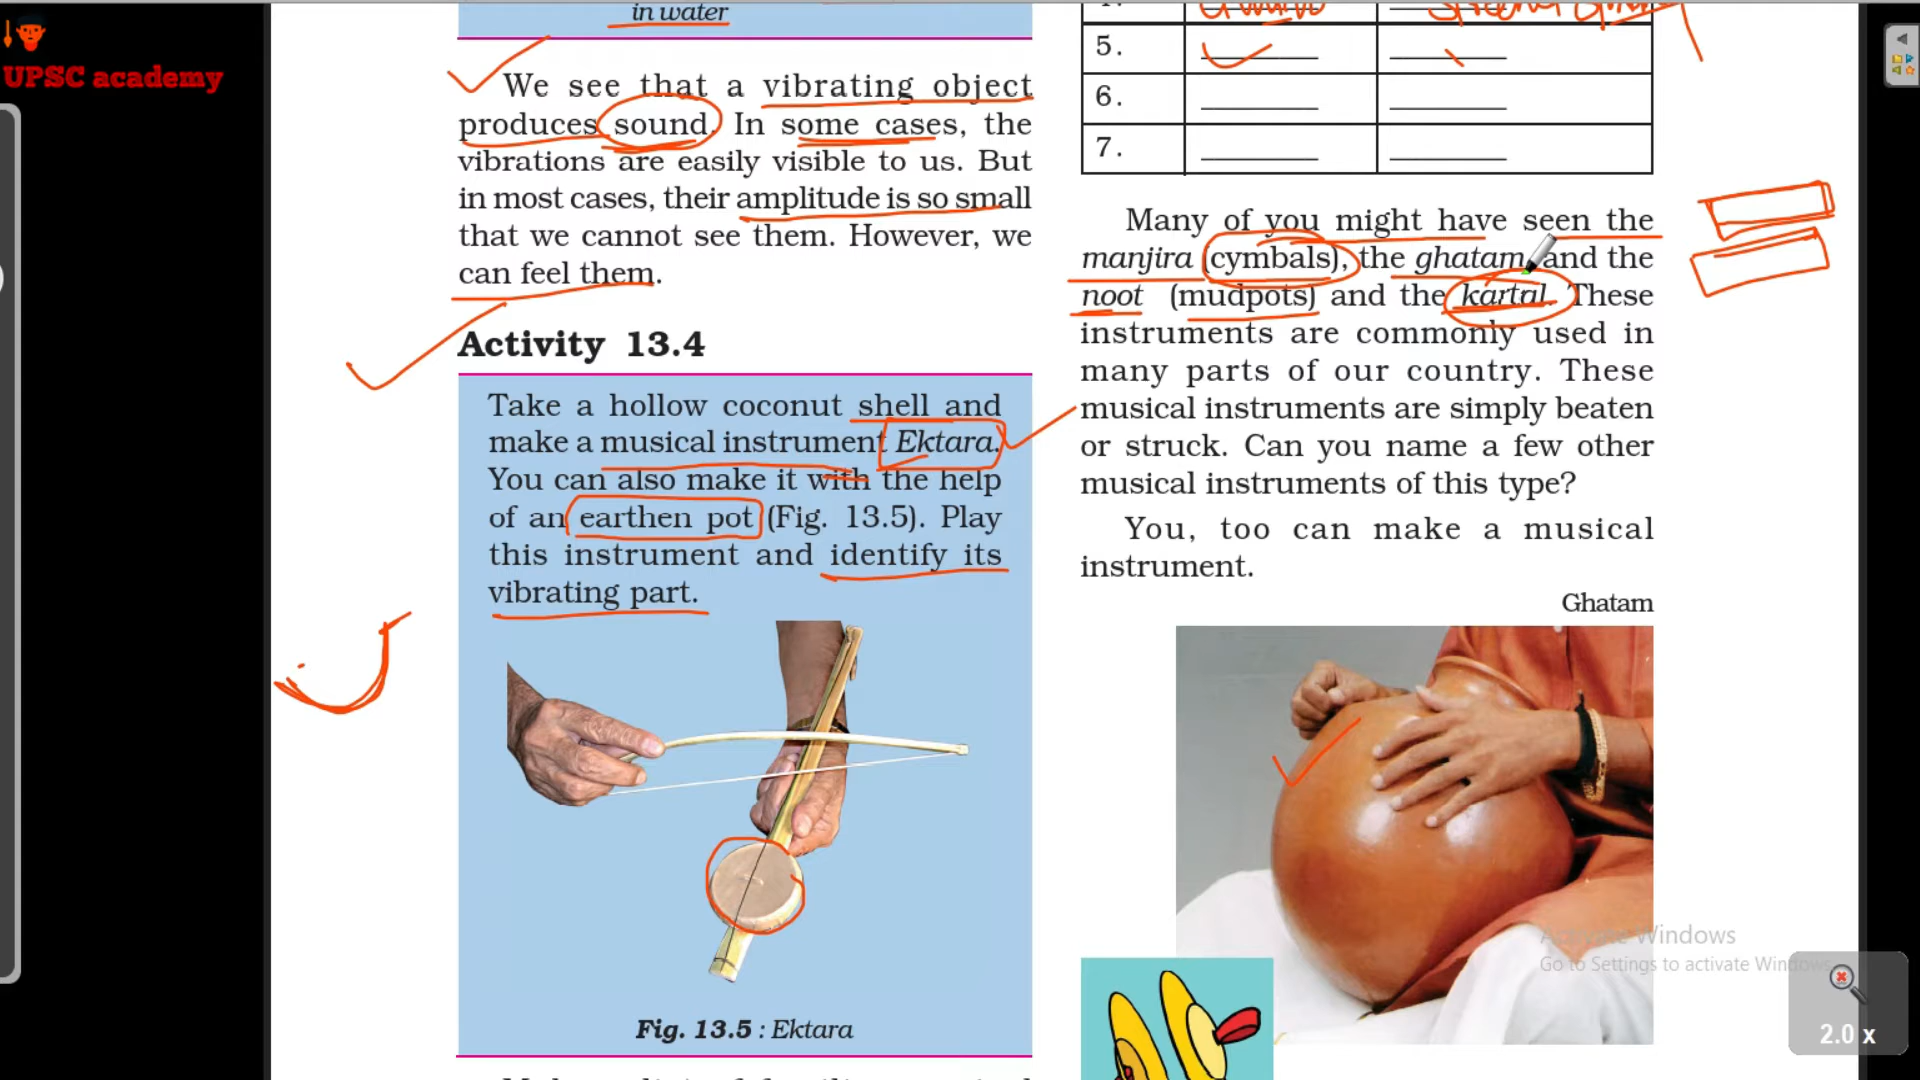 UPSC academy
in water
We see that a vibrating object
produces sound. In some cases, the
vibrations are easily visible to us. But
in most cases, their amplitude is so small
that we cannot see them. However, we
can feel them.
Activity 13.4
Take a hollow coconut shell and
make a musical instrument Ektara.
You can also make it with the help
of an earthen pot (Fig. 13.5). Play
this instrument and identify its
vibrating part.
Fig. 13.5 : Ektara
5.
6.
7.
Many of you might have seen the
manjira (cymbals), the ghatam, and the
noot (mudpots) and the kartal. These
instruments are commonly used in
many parts of our country. These
musical instruments are simply beaten
or struck. Can you name a few other
musical instruments of this type?
You, too can make a musical
instrument.
Ghatam
Activate Windows
Go to Settings to activate Windows.
2.0 x